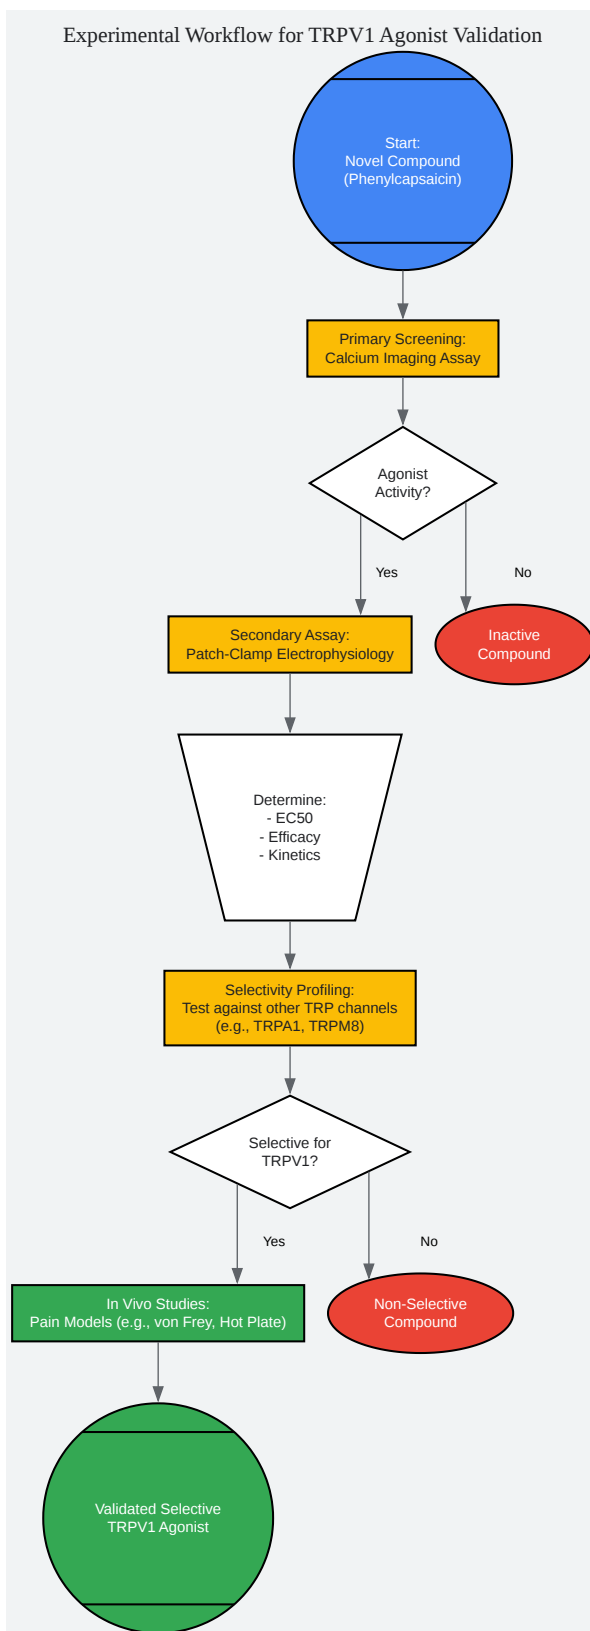 Experimental Workflow for TRPV1 Agonist Validation
Start:
Novel Compound
(Phenylcapsaicin)
Primary Screening:
Calcium Imaging Assay
Agonist
Activity?
Yes
No
Secondary Assay:
Patch-Clamp Electrophysiology
Inactive
Compound
Determine:
- EC50
- Efficacy
- Kinetics
Selectivity Profiling:
Test against other TRP channels
(e.g., TRPA1, TRPM8)
Selective for
TRPV1?
Yes
No
In Vivo Studies:
Pain Models (e.g., von Frey, Hot Plate)
Non-Selective
Compound
Validated Selective
TRPV1 Agonist